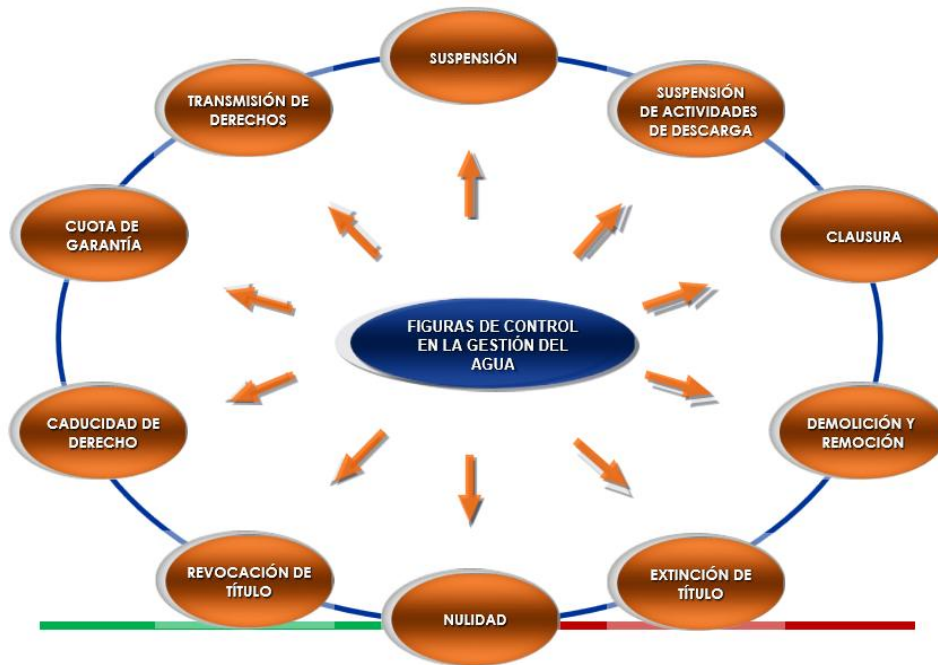 SUSPENSIÓN
SUSPENSIÓN
DE ACTIVIDADES
DE DESCARGA
CLAUSURA
DEMOLICIÓN Y
REMOCIÓN
EXTINCIÓN DE
TÍTULO
NULIDAD
REVOCACIÓN DE
TÍTULO
CADUCIDAD DE
DERECHO
CUOTA DE
GARANTÍA
TRANSMISIÓN DE
DERECHOS
FIGURAS DE CONTROL
EN LA GESTIÓN DEL
AGUA